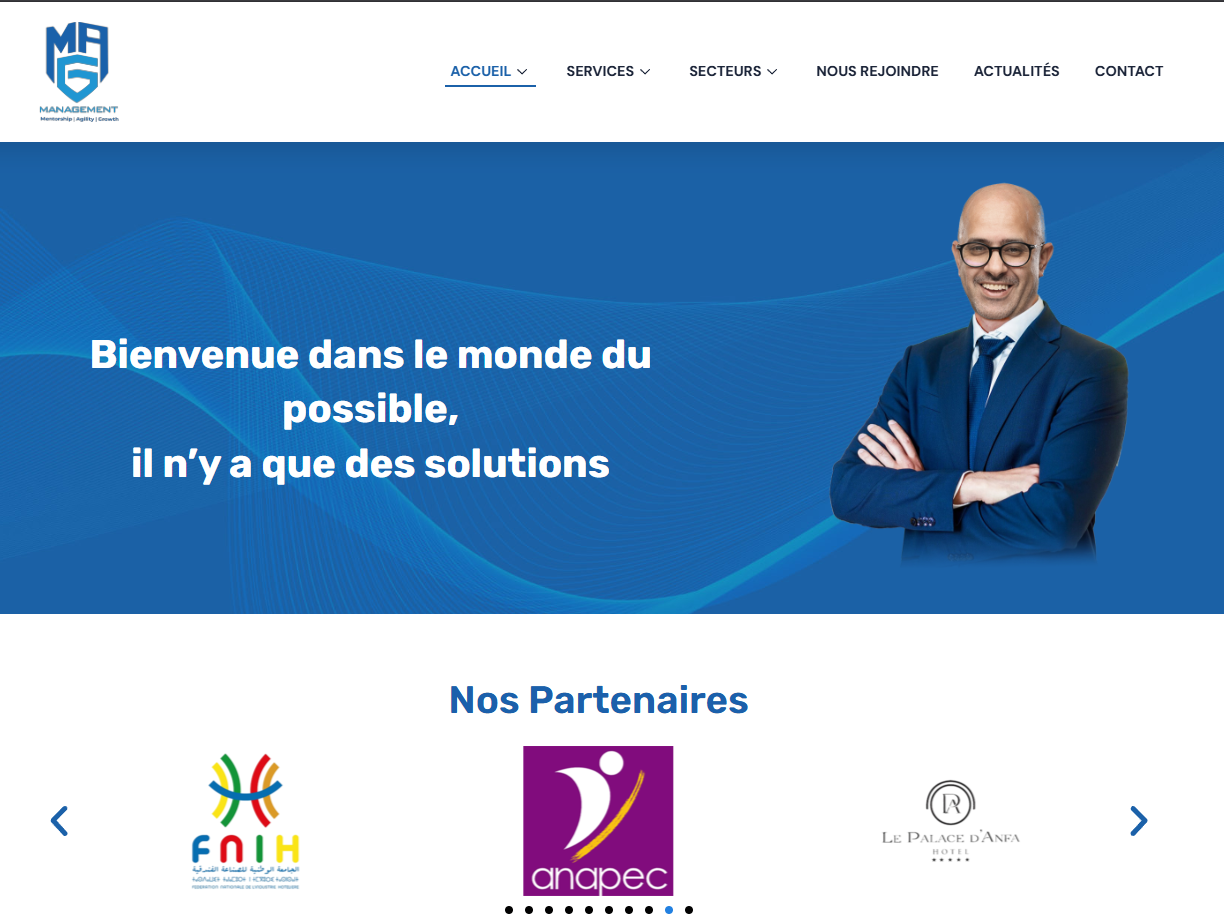 MAG
MANAGEMENT
Mentorship | Agility | Growth
ACCUEIL
SERVICES
SECTEURS
NOUS REJOINDRE
ACTUALITÉS
CONTACT
Bienvenue dans le monde du
possible,
il n’y a que des solutions
Nos Partenaires
FNIH
الجامعة الوطنية للصناعة الفندقية
FEDERATION NATIONALE DE L'INDUSTRIE HOTELIERE
anapec
LE PALACE D'ANFA
HOTEL